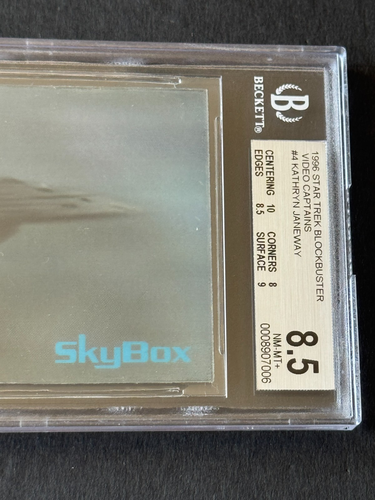 B
BECKETT®
1996 STAR TREK BLOCKBUSTER
VIDEO CAPTAINS
#4 KATHRYN JANEWAY
CENTERING 10 CORNERS 8
EDGES 8.5 SURFACE 9
8.5
NM-MT+
0008907006
SkyBox